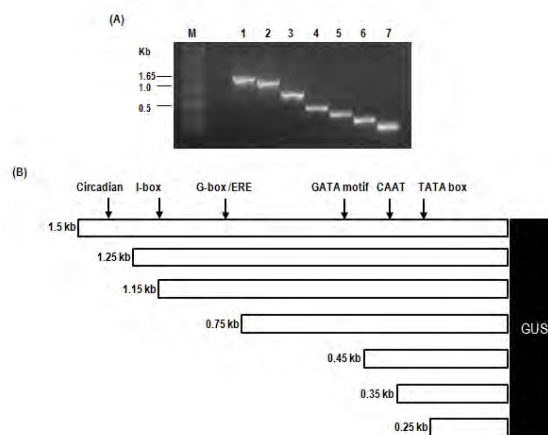 (A)
M 1 2 3 4 5 6 7
Kb
1.65
1.0
0.5
(B)
Circadian I-box G-box /ERE GATA motif CAAT TATA box
1.5 kb
1.25 kb
1.15 kb
0.75 kb
GUS
0.45 kb
0.35 kb
0.25 kb